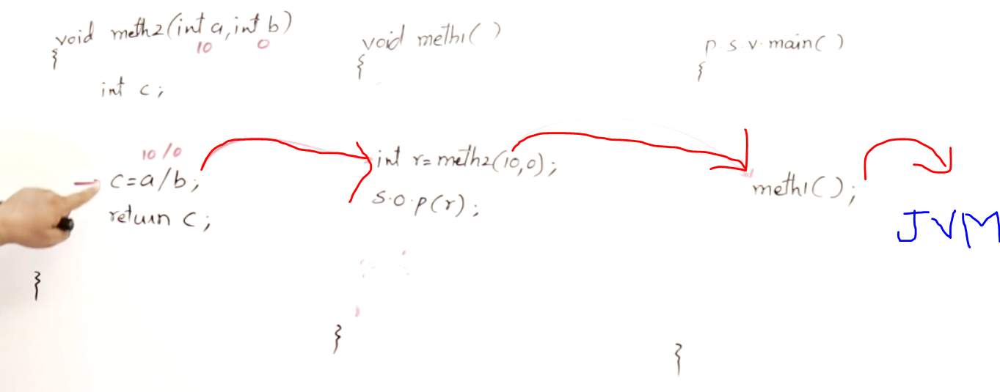 void meth2(int a, int b)
10 0
{
int c;
10/0
c=a/b;
return c;
}
void meth1( )
{
int r=meth2(10,0);
s.o.p(r);
}
p.s.v.main( )
{
meth1( );
}
JVM